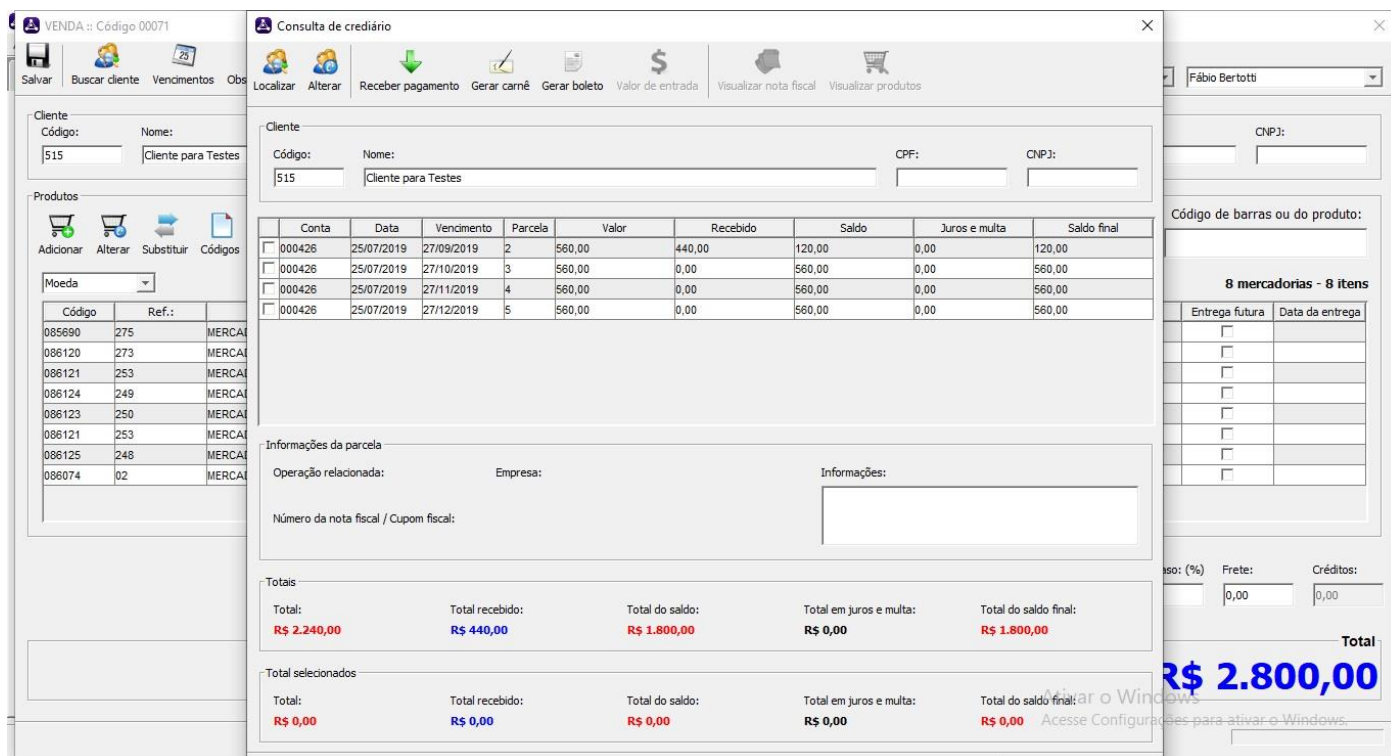 VENDA :: Código 00071
Salvar Buscar cliente Vencimentos Obs
Cliente
Código: Nome:
515 Cliente para Testes
Produtos
Adicionar Alterar Substituir Códigos
Moeda
Código Ref.:
085690 275 MERCAD
086120 273 MERCAD
086121 253 MERCAD
086124 249 MERCAD
086123 250 MERCAD
086121 253 MERCAD
086125 248 MERCAD
086074 02 MERCAD
Consulta de crediário
Localizar Alterar Receber pagamento Gerar carnê Gerar boleto Valor de entrada Visualizar nota fiscal Visualizar produtos
Cliente
Código: Nome: CPF: CNPJ:
515 Cliente para Testes
Conta Data Vencimento Parcela Valor Recebido Saldo Juros e multa Saldo final
000426 25/07/2019 27/09/2019 2 560,00 440,00 120,00 0,00 120,00
000426 25/07/2019 27/10/2019 3 560,00 0,00 560,00 0,00 560,00
000426 25/07/2019 27/11/2019 4 560,00 0,00 560,00 0,00 560,00
000426 25/07/2019 27/12/2019 5 560,00 0,00 560,00 0,00 560,00
Informações da parcela
Operação relacionada: Empresa: Informações:
Número da nota fiscal / Cupom fiscal:
Totais
Total: Total recebido: Total do saldo: Total em juros e multa: Total do saldo final:
R$ 2.240,00 R$ 440,00 R$ 1.800,00 R$ 0,00 R$ 1.800,00
Total selecionados
Total: Total recebido: Total do saldo: Total em juros e multa: Total do saldo final:
R$ 0,00 R$ 0,00 R$ 0,00 R$ 0,00 R$ 0,00
Fábio Bertotti
CNPJ:
Código de barras ou do produto:
8 mercadorias - 8 itens
Entrega futura Data da entrega
aso: (%) Frete: Créditos:
0,00 0,00
Total
R$ 2.800,00
Ativar o Windows
Acesse Configurações para ativar o Windows.